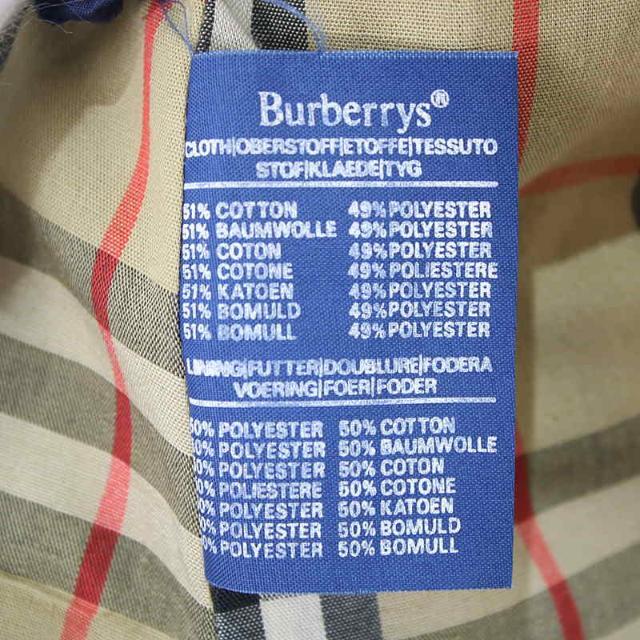 Burberrys®
CLOTH|OBERSTOFF|ETOFFE|TESSUTO
STOF|KLAEDE|TYG
51% COTTON 49% POLYESTER
51% BAUMWOLLE 49% POLYESTER
51% COTON 49% POLYESTER
51% COTONE 49% POLIESTERE
51% KATOEN 49% POLYESTER
51% BOMULD 49% POLYESTER
51% BOMULL 49% POLYESTER
LINING|FUTTER|DOUBLURE|FODERA
VOERING|FOER|FODER
50% POLYESTER 50% COTTON
50% POLYESTER 50% BAUMWOLLE
50% POLYESTER 50% COTON
50% POLIESTERE 50% COTONE
50% POLYESTER 50% KATOEN
50% POLYESTER 50% BOMULD
50% POLYESTER 50% BOMULL